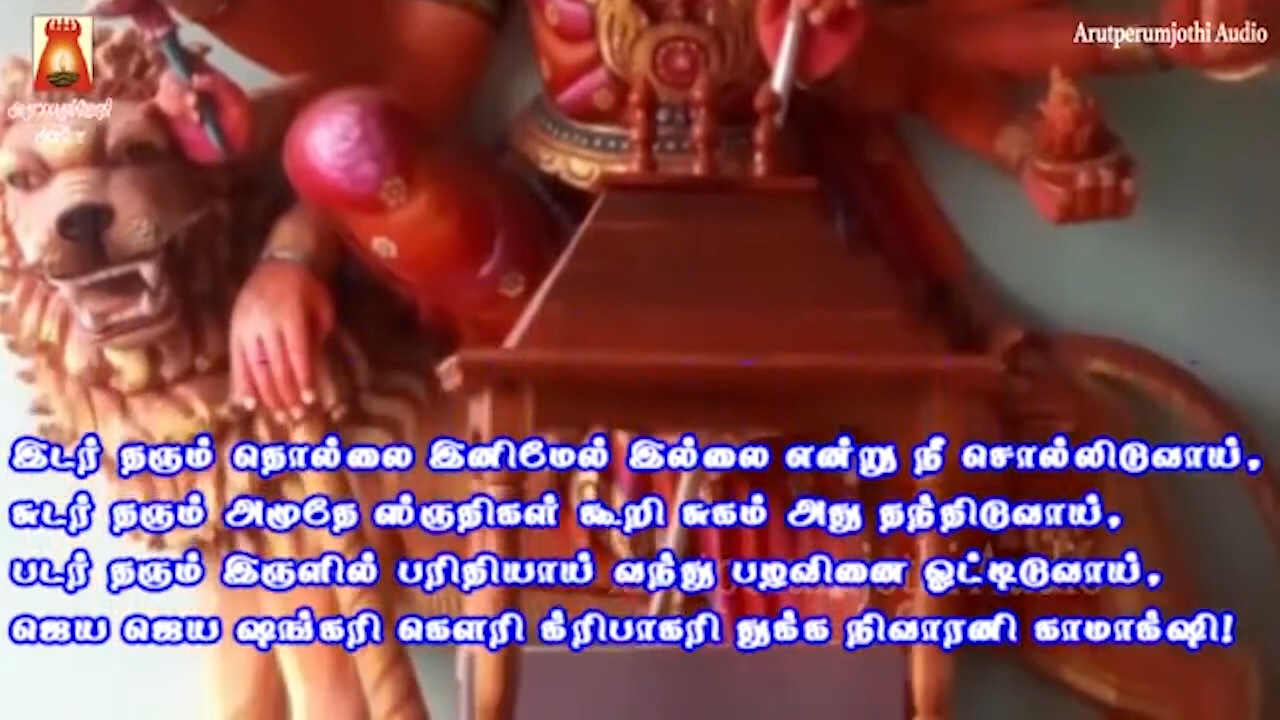 Arutperumjothi Audio
இடர் தரும் தொல்லை இனிமேல் இல்லை என்று நீ சொல்லிடுவாய்,
சுடர் தரும் அமுதே ஸ்ருதிகள் கூறி சுகம் அது தந்திடுவாய்,
படர் தரும் இருளில் பரிதியாய் வந்து பழவினை ஓட்டிடுவாய்,
ஜெய ஜெய ஷங்கரி கௌரி க்ரிபாகரி துக்க நிவாரனி காமாக்ஷி!